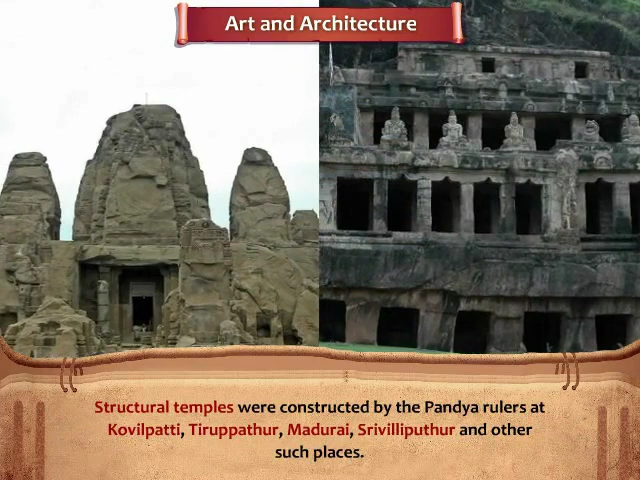 Art and Architecture
Structural temples were constructed by the Pandya rulers at
Kovilpatti, Tiruppathur, Madurai, Srivilliputhur and other
such places.